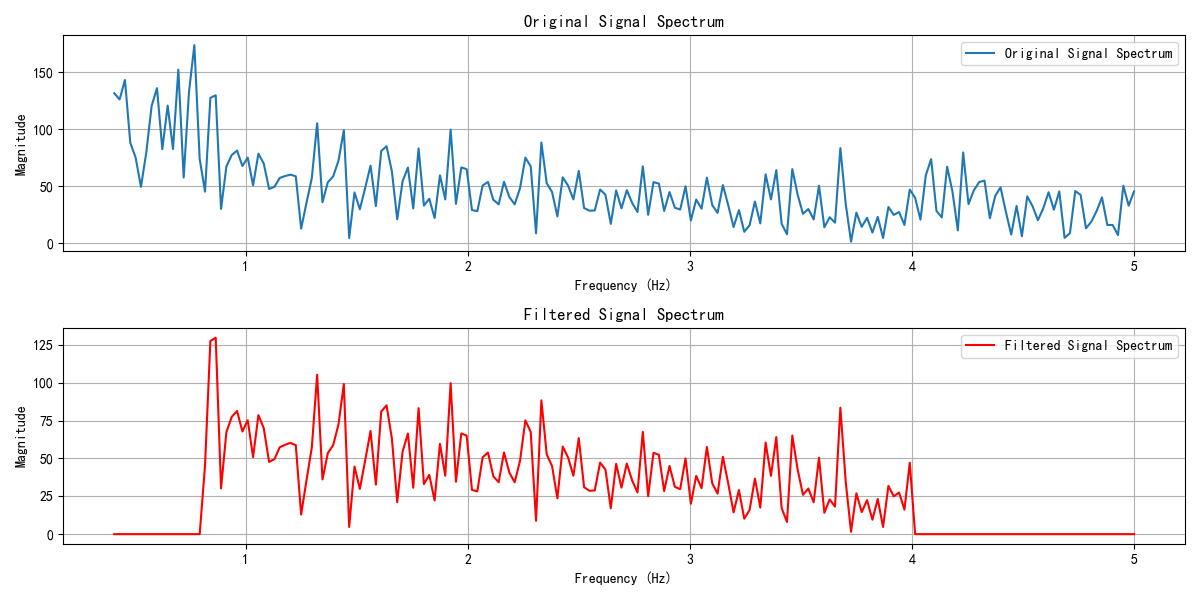 Original Signal Spectrum
Original Signal Spectrum
Magnitude
150
100
50
0
1 2 3 4 5
Frequency (Hz)
Filtered Signal Spectrum
Filtered Signal Spectrum
Magnitude
125
100
75
50
25
0
1 2 3 4 5
Frequency (Hz)